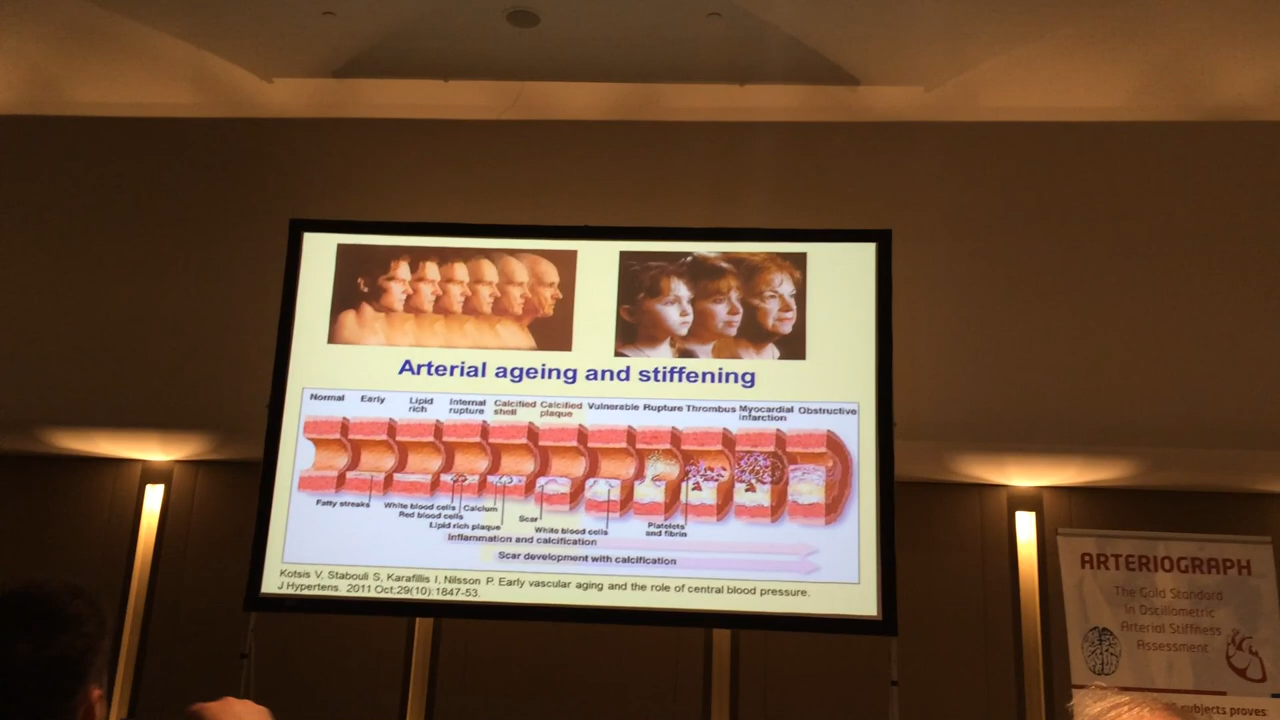 Arterial ageing and stiffening
Normal Early Lipid rich Internal rupture Calcified shell Calcified plaque Vulnerable Rupture Thrombus Myocardial infarction Obstructive
Fatty streaks
White blood cells
Red blood cells
Calcium
Lipid rich plaque
Scar
White blood cells
Platelets
and fibrin
Inflammation and calcification
Scar development with calcification
Kotsis V, Stabouli S, Karafillis I, Nilsson P. Early vascular aging and the role of central blood pressure.
J Hypertens. 2011 Oct;29(10):1847-53.
ARTERIOGRAPH
The Gold Standard
in Oscillometric
Arterial Stiffness
Assessment
subjects proves: